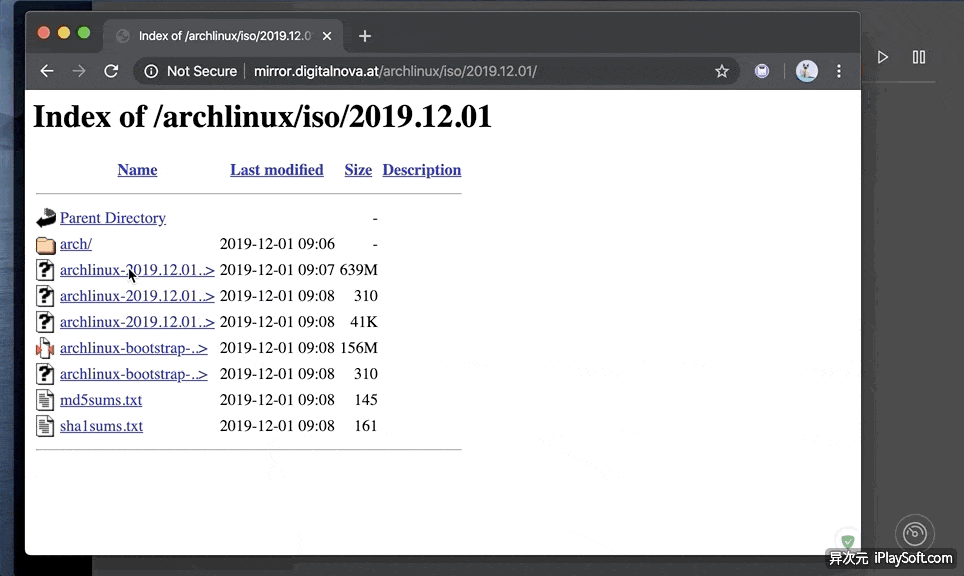 Index of /archlinux/iso/2019.12.0
Not Secure mirror.digitalnova.at/archlinux/iso/2019.12.01/
Index of /archlinux/iso/2019.12.01
Name Last modified Size Description
Parent Directory -
arch/ 2019-12-01 09:06 -
archlinux-2019.12.01..> 2019-12-01 09:07 639M
archlinux-2019.12.01..> 2019-12-01 09:08 310
archlinux-2019.12.01..> 2019-12-01 09:08 41K
archlinux-bootstrap-..> 2019-12-01 09:08 156M
archlinux-bootstrap-..> 2019-12-01 09:08 310
md5sums.txt 2019-12-01 09:08 145
sha1sums.txt 2019-12-01 09:08 161
异次元 iPlaySoft.com